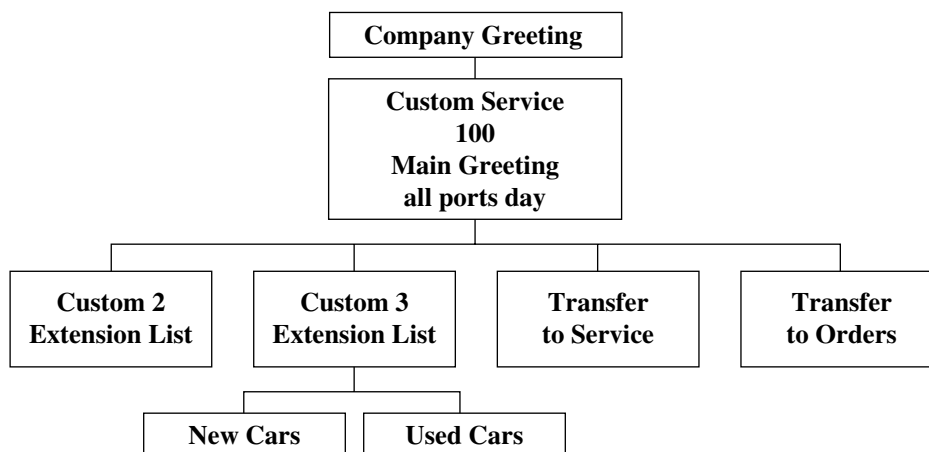 Company Greeting
Custom Service
100
Main Greeting
all ports day
Custom 2
Extension List
Custom 3
Extension List
Transfer
to Service
Transfer
to Orders
New Cars
Used Cars